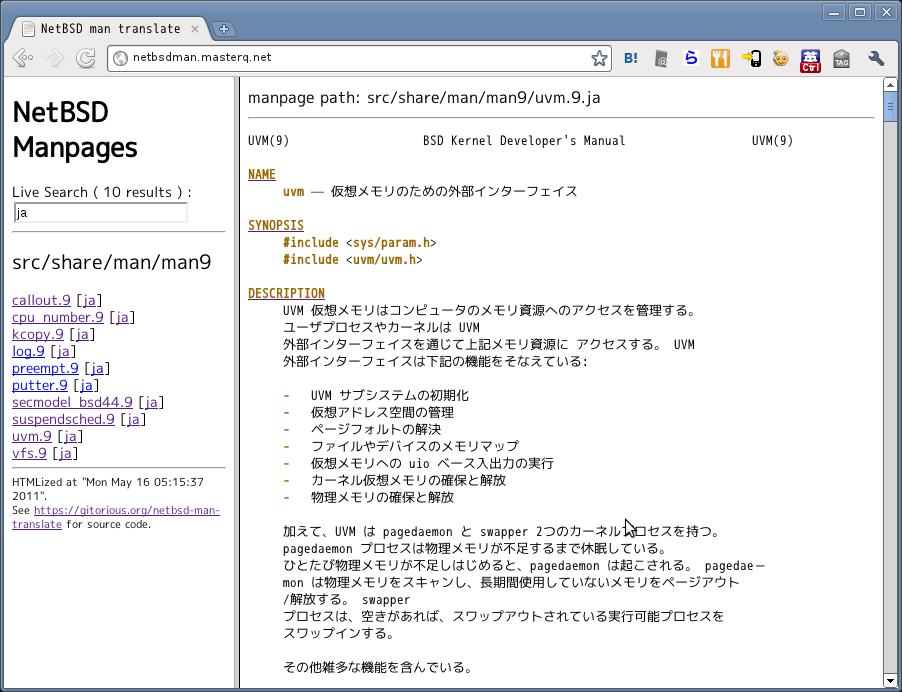 NetBSD man translate
netbsdman.masterq.net
B!
英
Ctrl
TAG
NetBSD
Manpages
Live Search ( 10 results ) :
ja
src/share/man/man9
callout.9 [ja]
cpu_number.9 [ja]
kcopy.9 [ja]
log.9 [ja]
preempt.9 [ja]
putter.9 [ja]
secmodel_bsd44.9 [ja]
suspendsched.9 [ja]
uvm.9 [ja]
vfs.9 [ja]
HTMLized at "Mon May 16 05:15:37
2011".
See https://gitorious.org/netbsd-man-
translate for source code.
manpage path: src/share/man/man9/uvm.9.ja
UVM(9) BSD Kernel Developer's Manual UVM(9)
NAME
uvm — 仮想メモリのための外部インターフェイス
SYNOPSIS
#include <sys/param.h>
#include <uvm/uvm.h>
DESCRIPTION
UVM 仮想メモリはコンピュータのメモリ資源へのアクセスを管理する。
ユーザプロセスやカーネルは UVM
外部インターフェイスを通じて上記メモリ資源に アクセスする。 UVM
外部インターフェイスは下記の機能をそなえている:
- UVM サブシステムの初期化
- 仮想アドレス空間の管理
- ページフォルトの解決
- ファイルやデバイスのメモリマップ
- 仮想メモリへの uio ベース入出力の実行
- カーネル仮想メモリの確保と解放
- 物理メモリの確保と解放
加えて、UVM は pagedaemon と swapper 2つのカーネルプロセスを持つ。
pagedaemon プロセスは物理メモリが不足するまで休眠している。
ひとたび物理メモリが不足しはじめると、pagedaemon は起こされる。 pagedae‐
mon は物理メモリをスキャンし、長期間使用していないメモリをページアウト
/解放する。 swapper
プロセスは、空きがあれば、スワップアウトされている実行可能プロセスを
スワップインする。
その他雑多な機能を含んでいる。